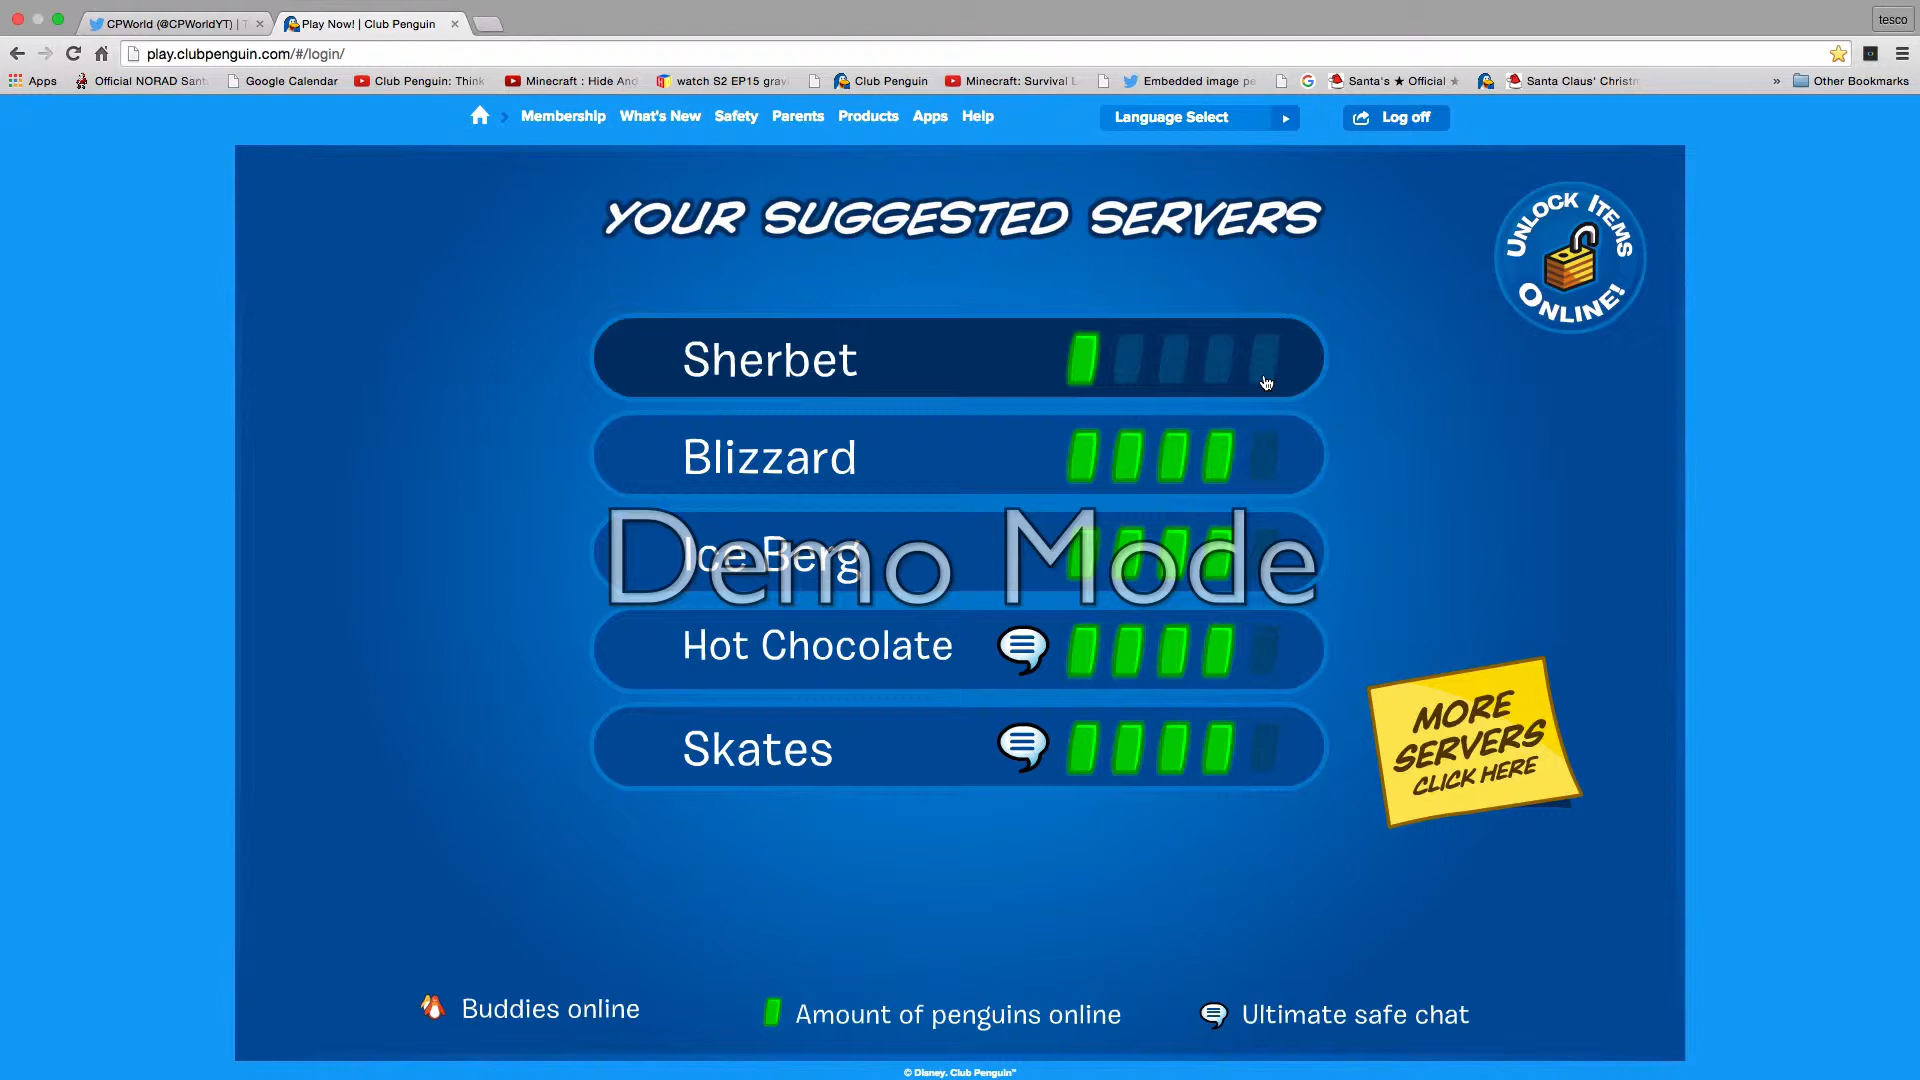 CPWorld (@CPWorldYT) | T
Play Now! | Club Penguin
tesco
play.clubpenguin.com/#/login/
Apps
Official NORAD Sant
Google Calendar
Club Penguin: Think
Minecraft : Hide And
watch S2 EP15 grav
Club Penguin
Minecraft: Survival L
Embedded image pe
Santa's ★ Official ★
Santa Claus' Christm
»
Other Bookmarks
Membership
What's New
Safety
Parents
Products
Apps
Help
Language Select
Log off
YOUR SUGGESTED SERVERS
UNLOCK ITEMS
ONLINE!
Sherbet
Blizzard
Ice Berg
Demo Mode
Hot Chocolate
Skates
MORE
SERVERS
CLICK HERE
Buddies online
Amount of penguins online
Ultimate safe chat
© Disney. Club Penguin™